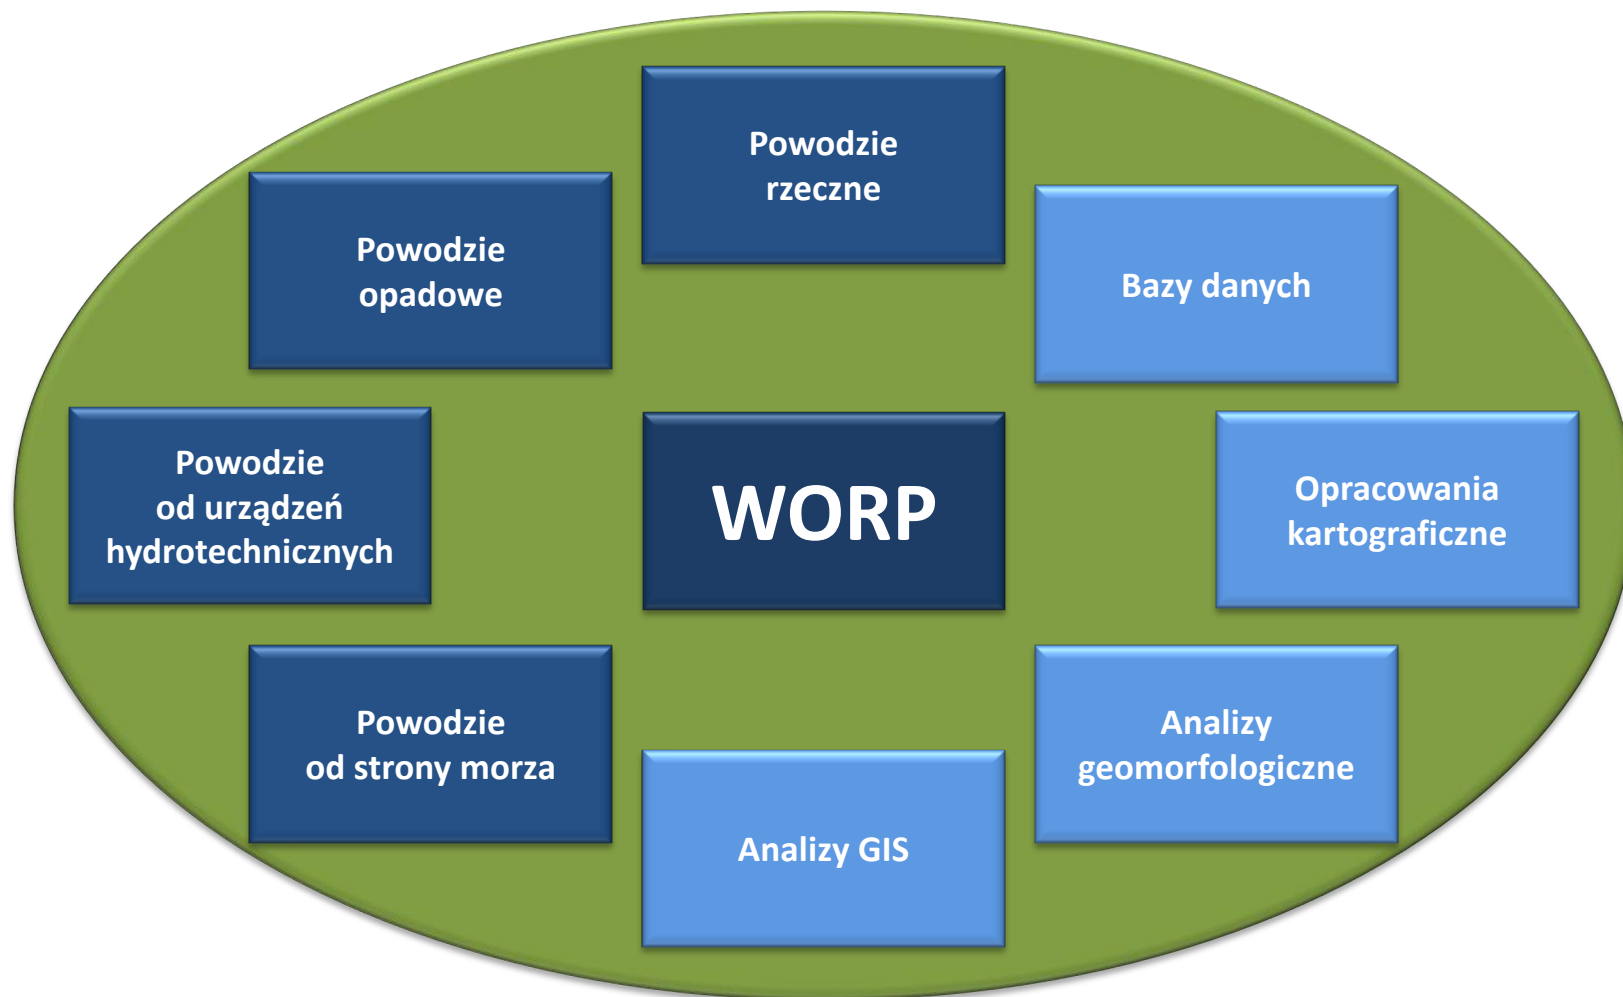 Powodzie
rzeczne
Powodzie
opadowe
Bazy danych
Powodzie
od urządzeń
hydrotechnicznych
WORP
Opracowania
kartograficzne
Powodzie
od strony morza
Analizy
geomorfologiczne
Analizy GIS